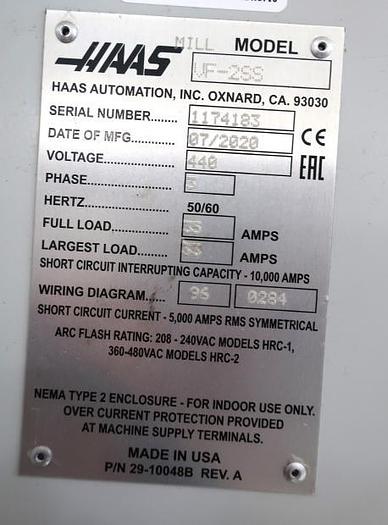 MILL MODEL
HAAS VF-2SS
HAAS AUTOMATION, INC. OXNARD, CA. 93030
SERIAL NUMBER.......... 1174183
DATE OF MFG............. 07/2020 CE
VOLTAGE................... 440 EAC
PHASE...................... 3
HERTZ....................... 50/60
FULL LOAD................ AMPS
LARGEST LOAD.......... AMPS
SHORT CIRCUIT INTERRUPTING CAPACITY - 10,000 AMPS
WIRING DIAGRAM...... 96 0284
SHORT CIRCUIT CURRENT - 5,000 AMPS RMS SYMMETRICAL
ARC FLASH RATING: 208 - 240VAC MODELS HRC-1,
360-480VAC MODELS HRC-2
NEMA TYPE 2 ENCLOSURE - FOR INDOOR USE ONLY.
OVER CURRENT PROTECTION PROVIDED
AT MACHINE SUPPLY TERMINALS.
MADE IN USA
P/N 29-10048B REV. A